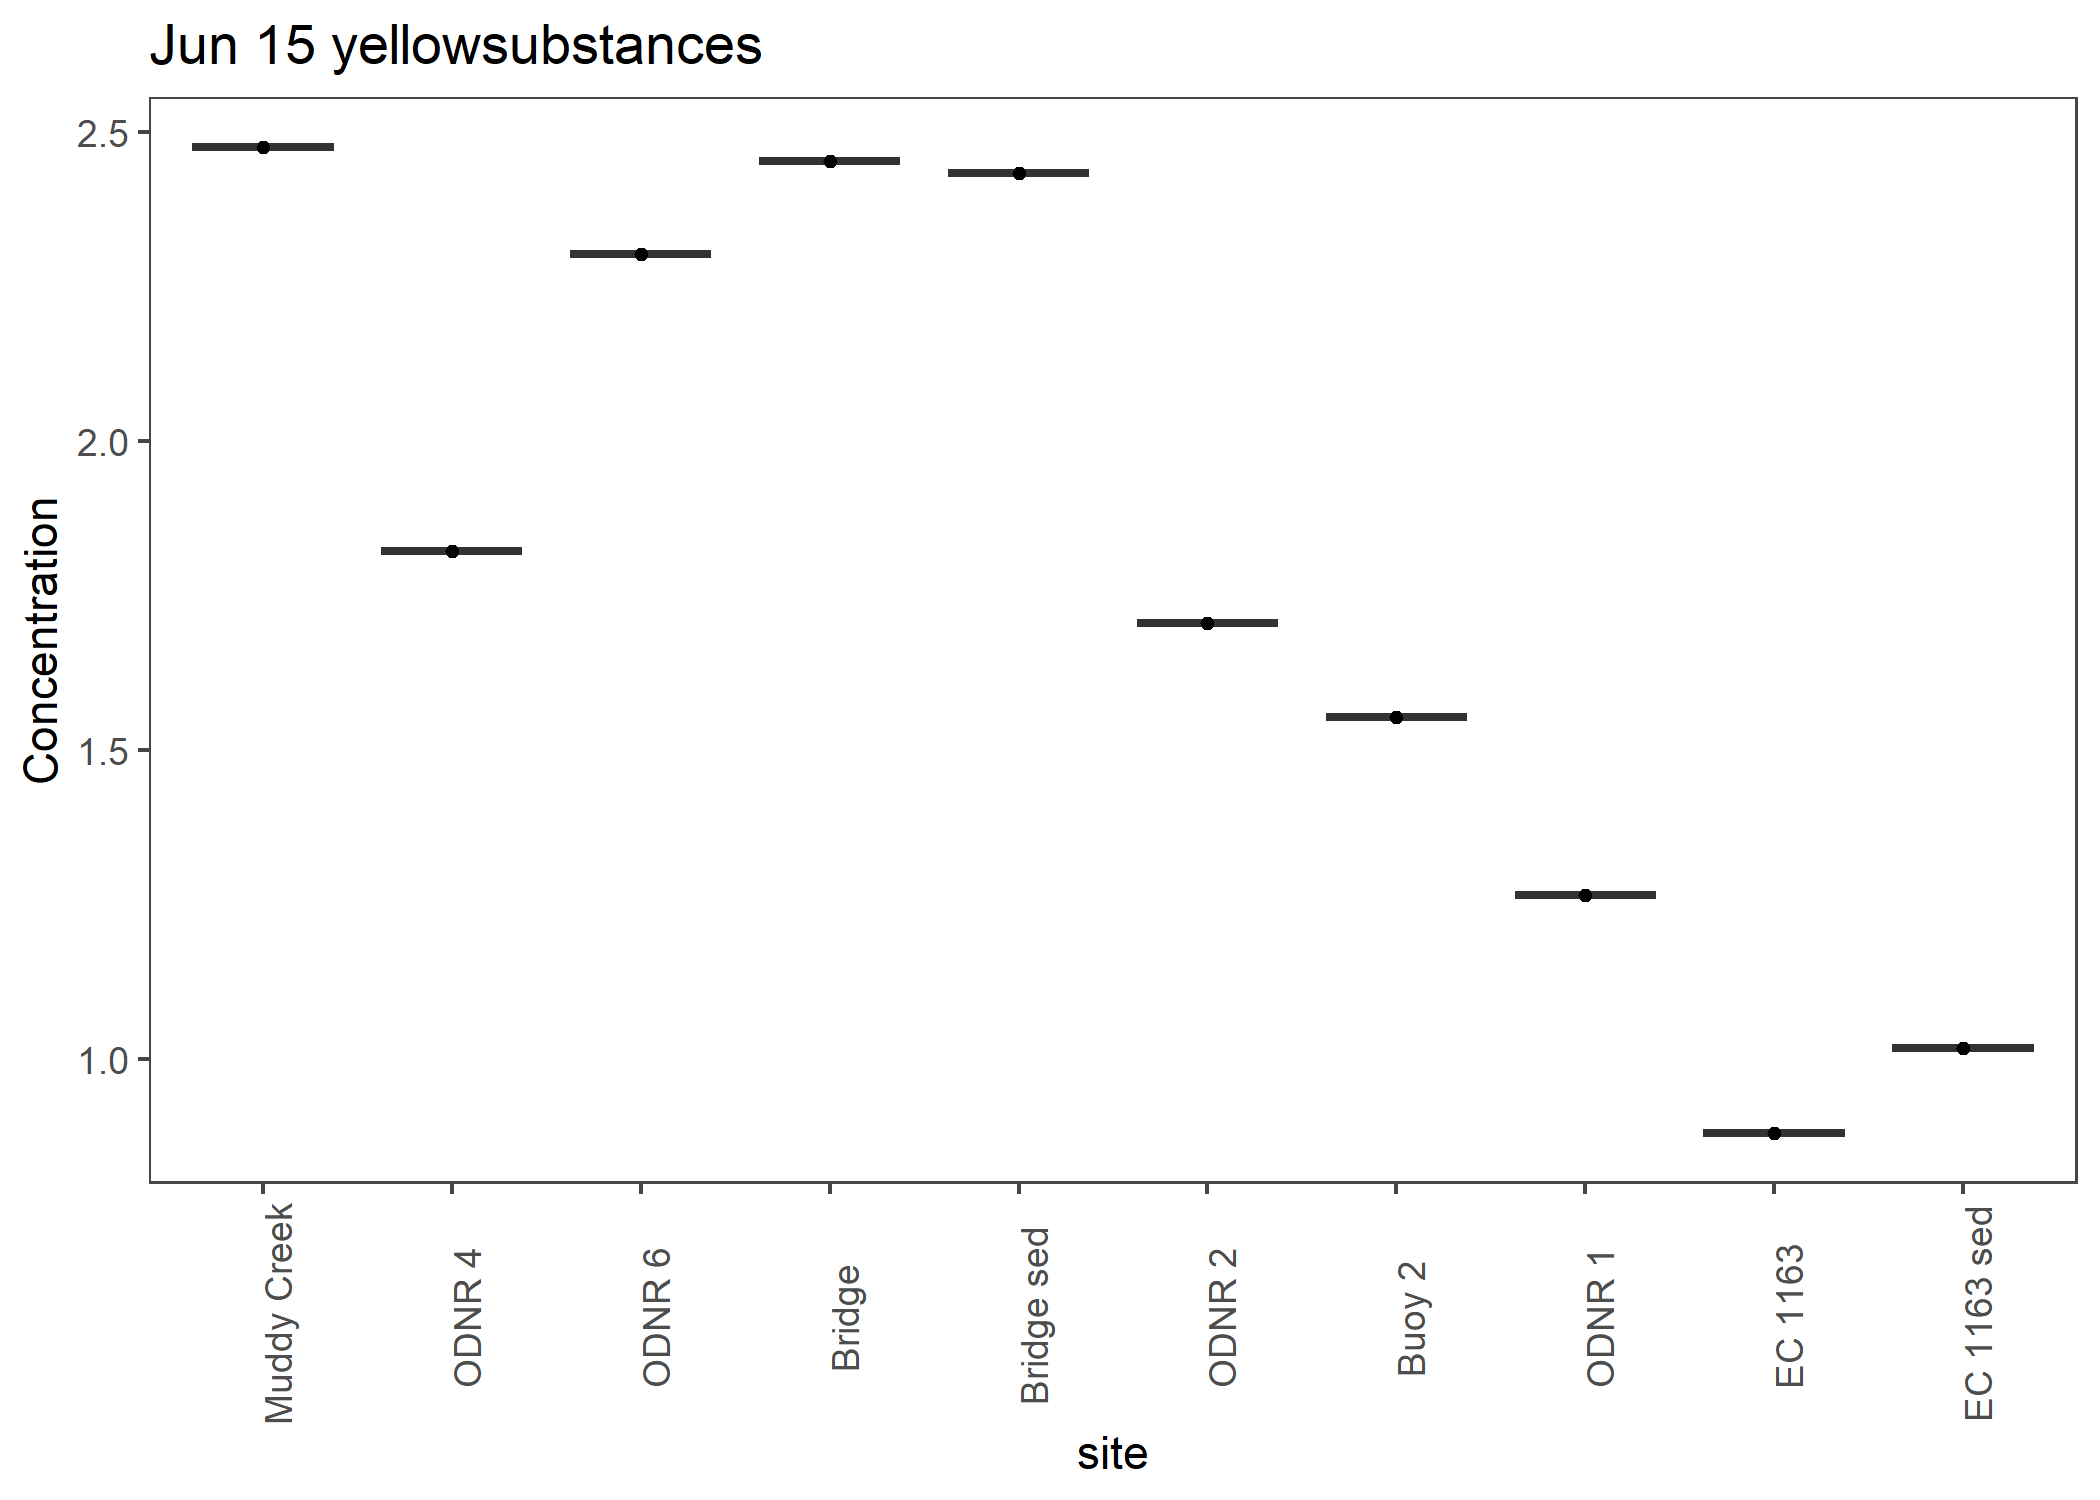 Jun 15 yellowsubstances
Concentration
2.5
2.0
1.5
1.0
Muddy Creek
ODNR 4
ODNR 6
Bridge
Bridge sed
ODNR 2
Buoy 2
ODNR 1
EC 1163
EC 1163 sed
site